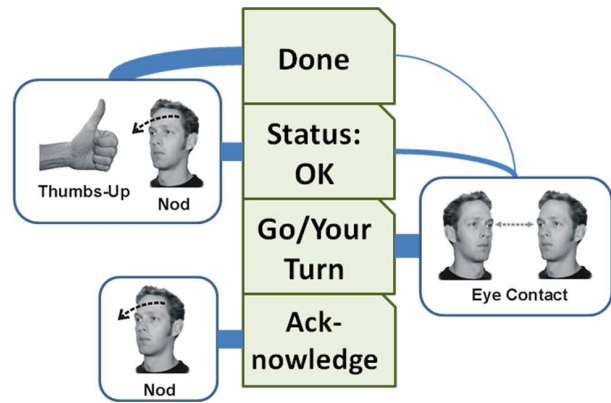 Done
Status:
OK
Thumbs-Up
Nod
Go/Your
Turn
Eye Contact
Ack-
nowledge
Nod